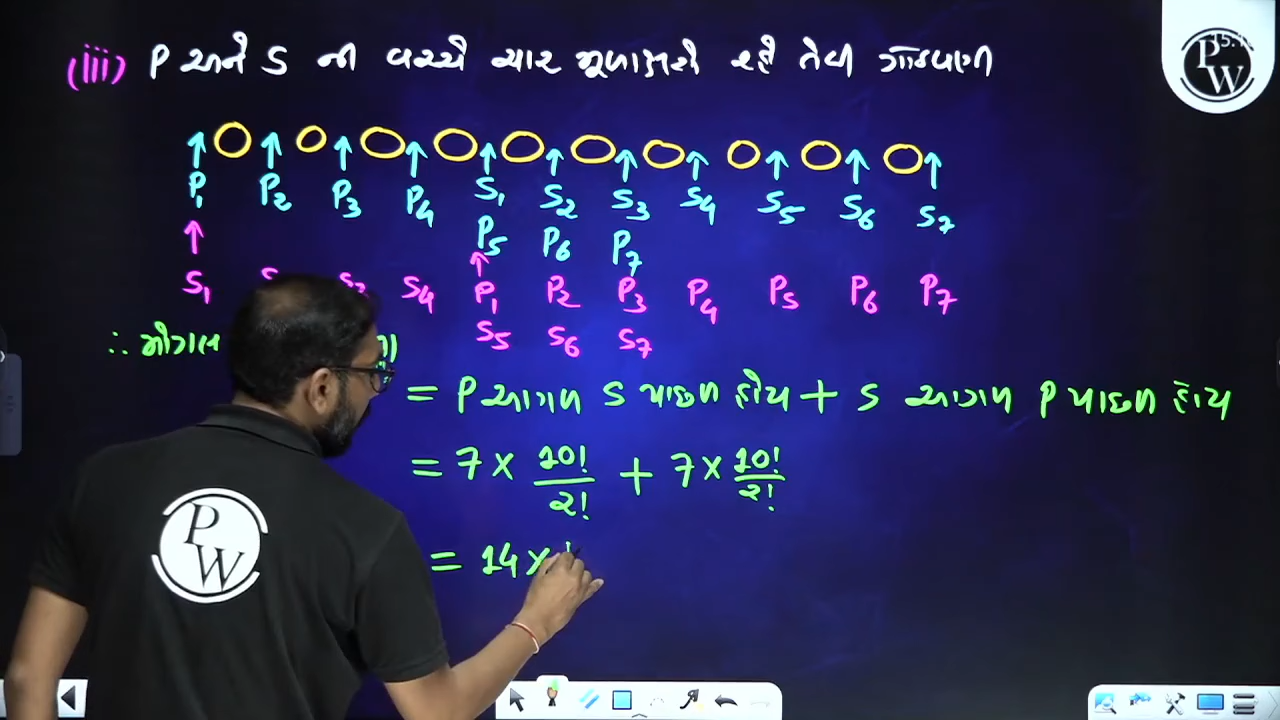 (iii) P અને S ની વચ્ચે ચાર મૂળાક્ષરો રહે તેવી ગોઠવણી
P₁ P₂ P₃ P₄ S₁ S₂ S₃ S₄ S₅ S₆ S₇
P₅ P₆ P₇
S₁ S₄ P₁ P₂ P₃ P₄ P₅ P₆ P₇
S₅ S₆ S₇
∴ માંગેલ
= P આગળ S પાછળ હોય + S આગળ P પાછળ હોય
= 7 × 10!/2! + 7 × 10!/2!
= 14 ×
P W
P W